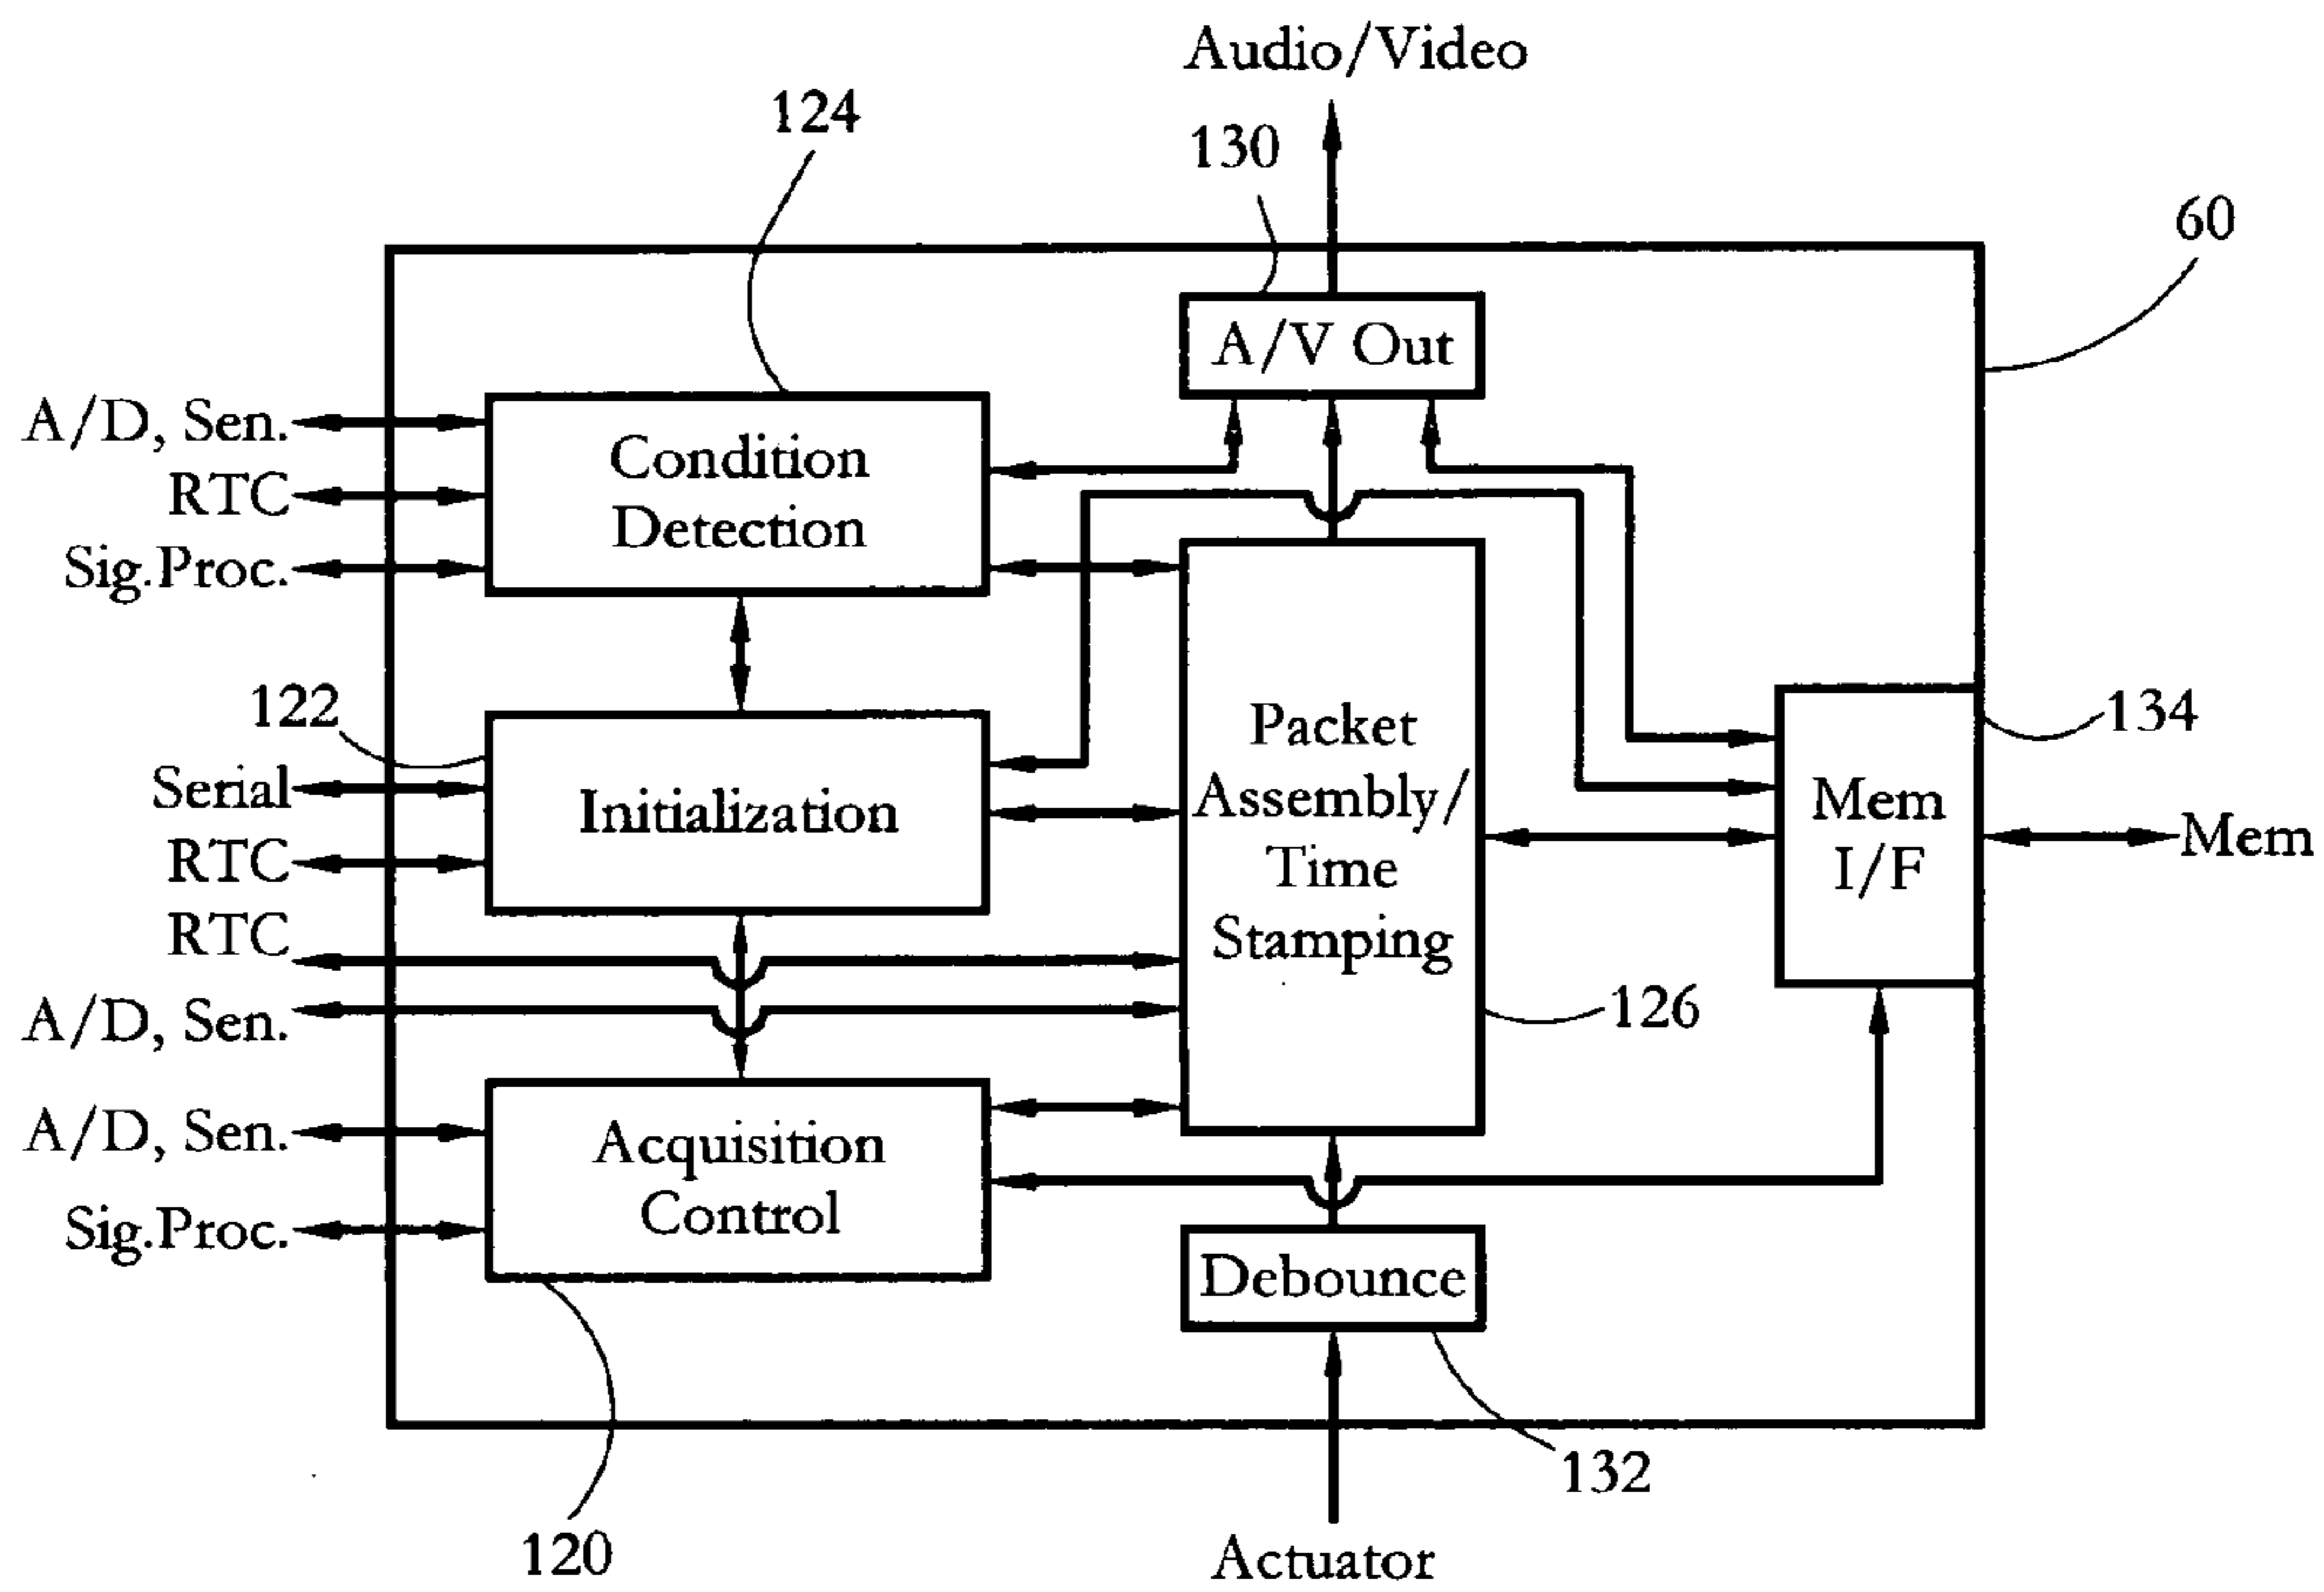 Audio/Video
124
130
60
A/V Out
A/D, Sen.
RTC
Sig.Proc.
Condition
Detection
122
134
Serial
RTC
Initialization
Packet
Assembly/
Time
Stamping
Mem
I/F
Mem
RTC
A/D, Sen.
126
A/D, Sen.
Sig.Proc.
Acquisition
Control
Debounce
132
120
Actuator